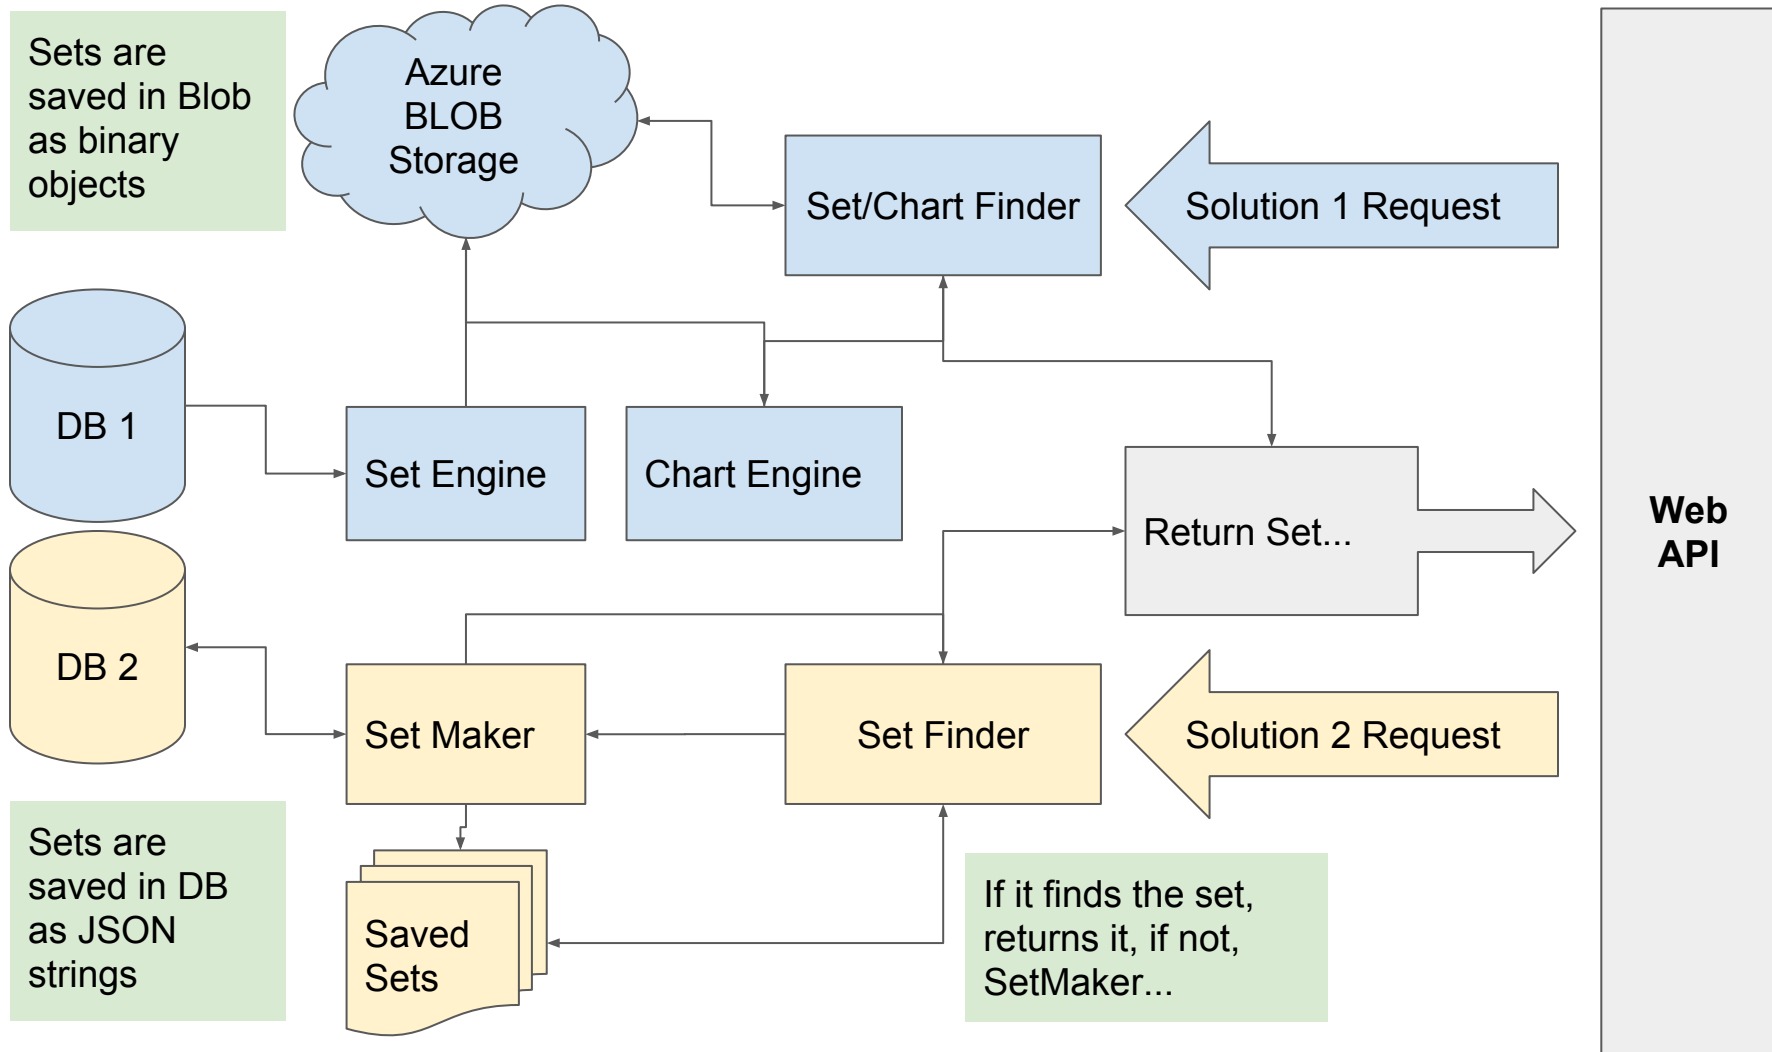 Sets are
saved in Blob
as binary
objects
Azure
BLOB
Storage
Set/Chart Finder
Solution 1 Request
DB 1
Set Engine
Chart Engine
Return Set...
Web
API
DB 2
Set Maker
Set Finder
Solution 2 Request
Sets are
saved in DB
as JSON
strings
Saved
Sets
If it finds the set,
returns it, if not,
SetMaker...